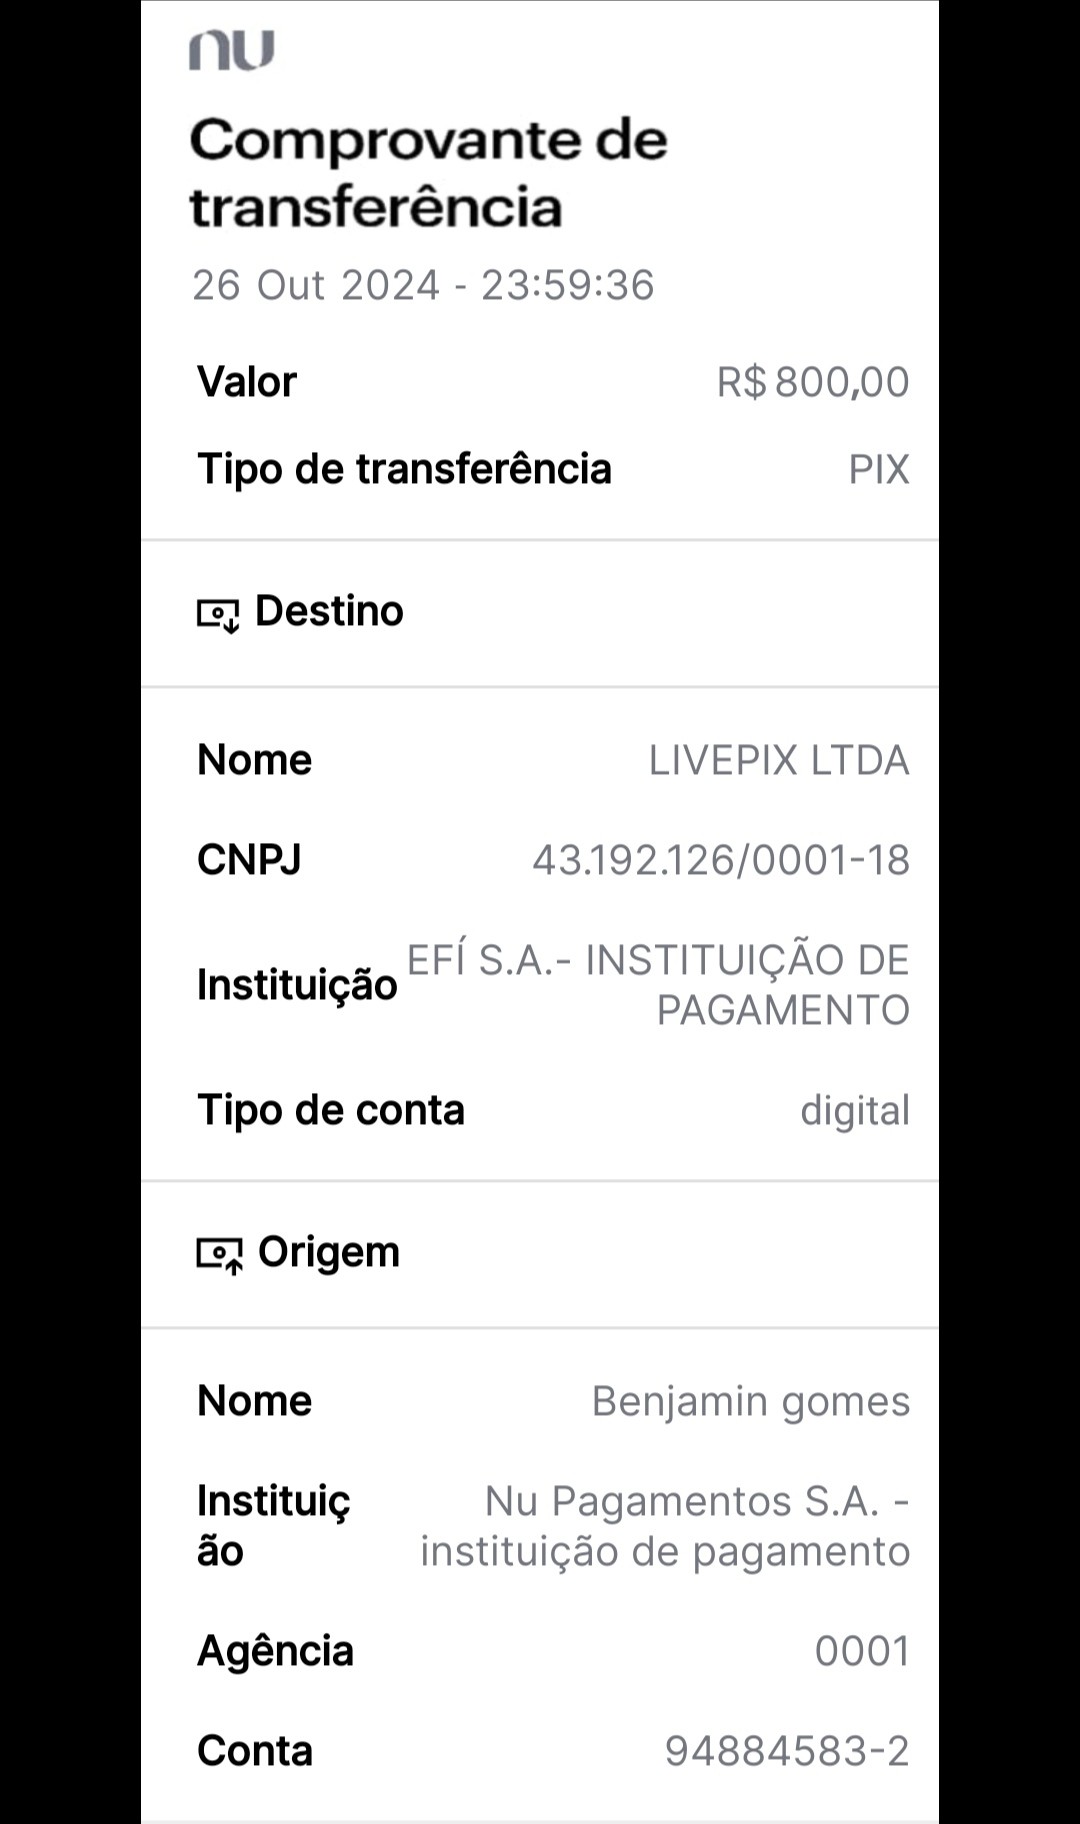 nu
Comprovante de
transferência
26 Out 2024 - 23:59:36
Valor R$ 800,00
Tipo de transferência PIX
Destino
Nome LIVEPIX LTDA
CNPJ 43.192.126/0001-18
Instituição EFÍ S.A.- INSTITUIÇÃO DE
PAGAMENTO
Tipo de conta digital
Origem
Nome Benjamin gomes
Instituiç Nu Pagamentos S.A. -
ão instituição de pagamento
Agência 0001
Conta 94884583-2